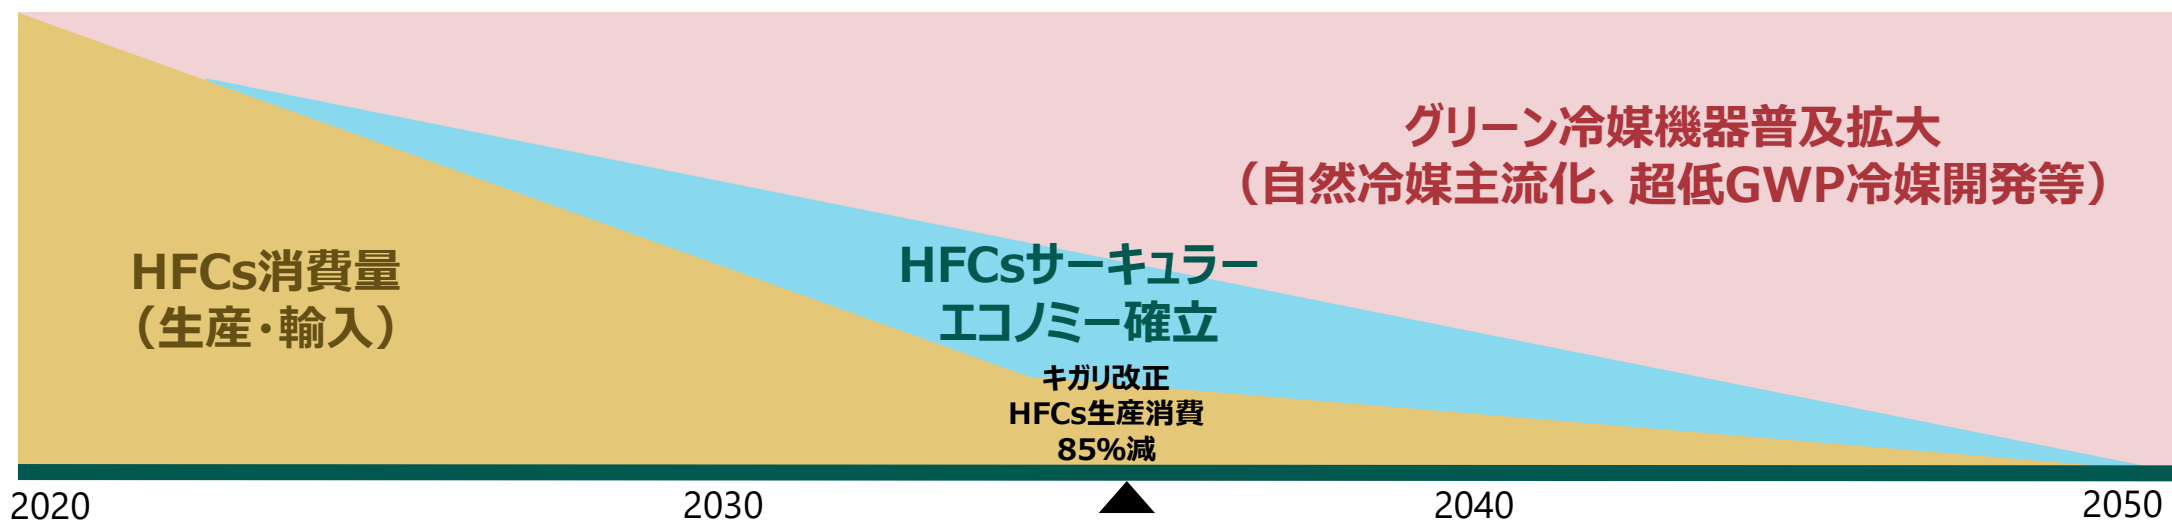 グリーン冷媒機器普及拡大
（自然冷媒主流化、超低GWP冷媒開発等）
HFCs消費量
（生産・輸入）
HFCsサーキュラー
エコノミー確立
キガリ改正
HFCs生産消費
85%減
2020
2030
2040
2050